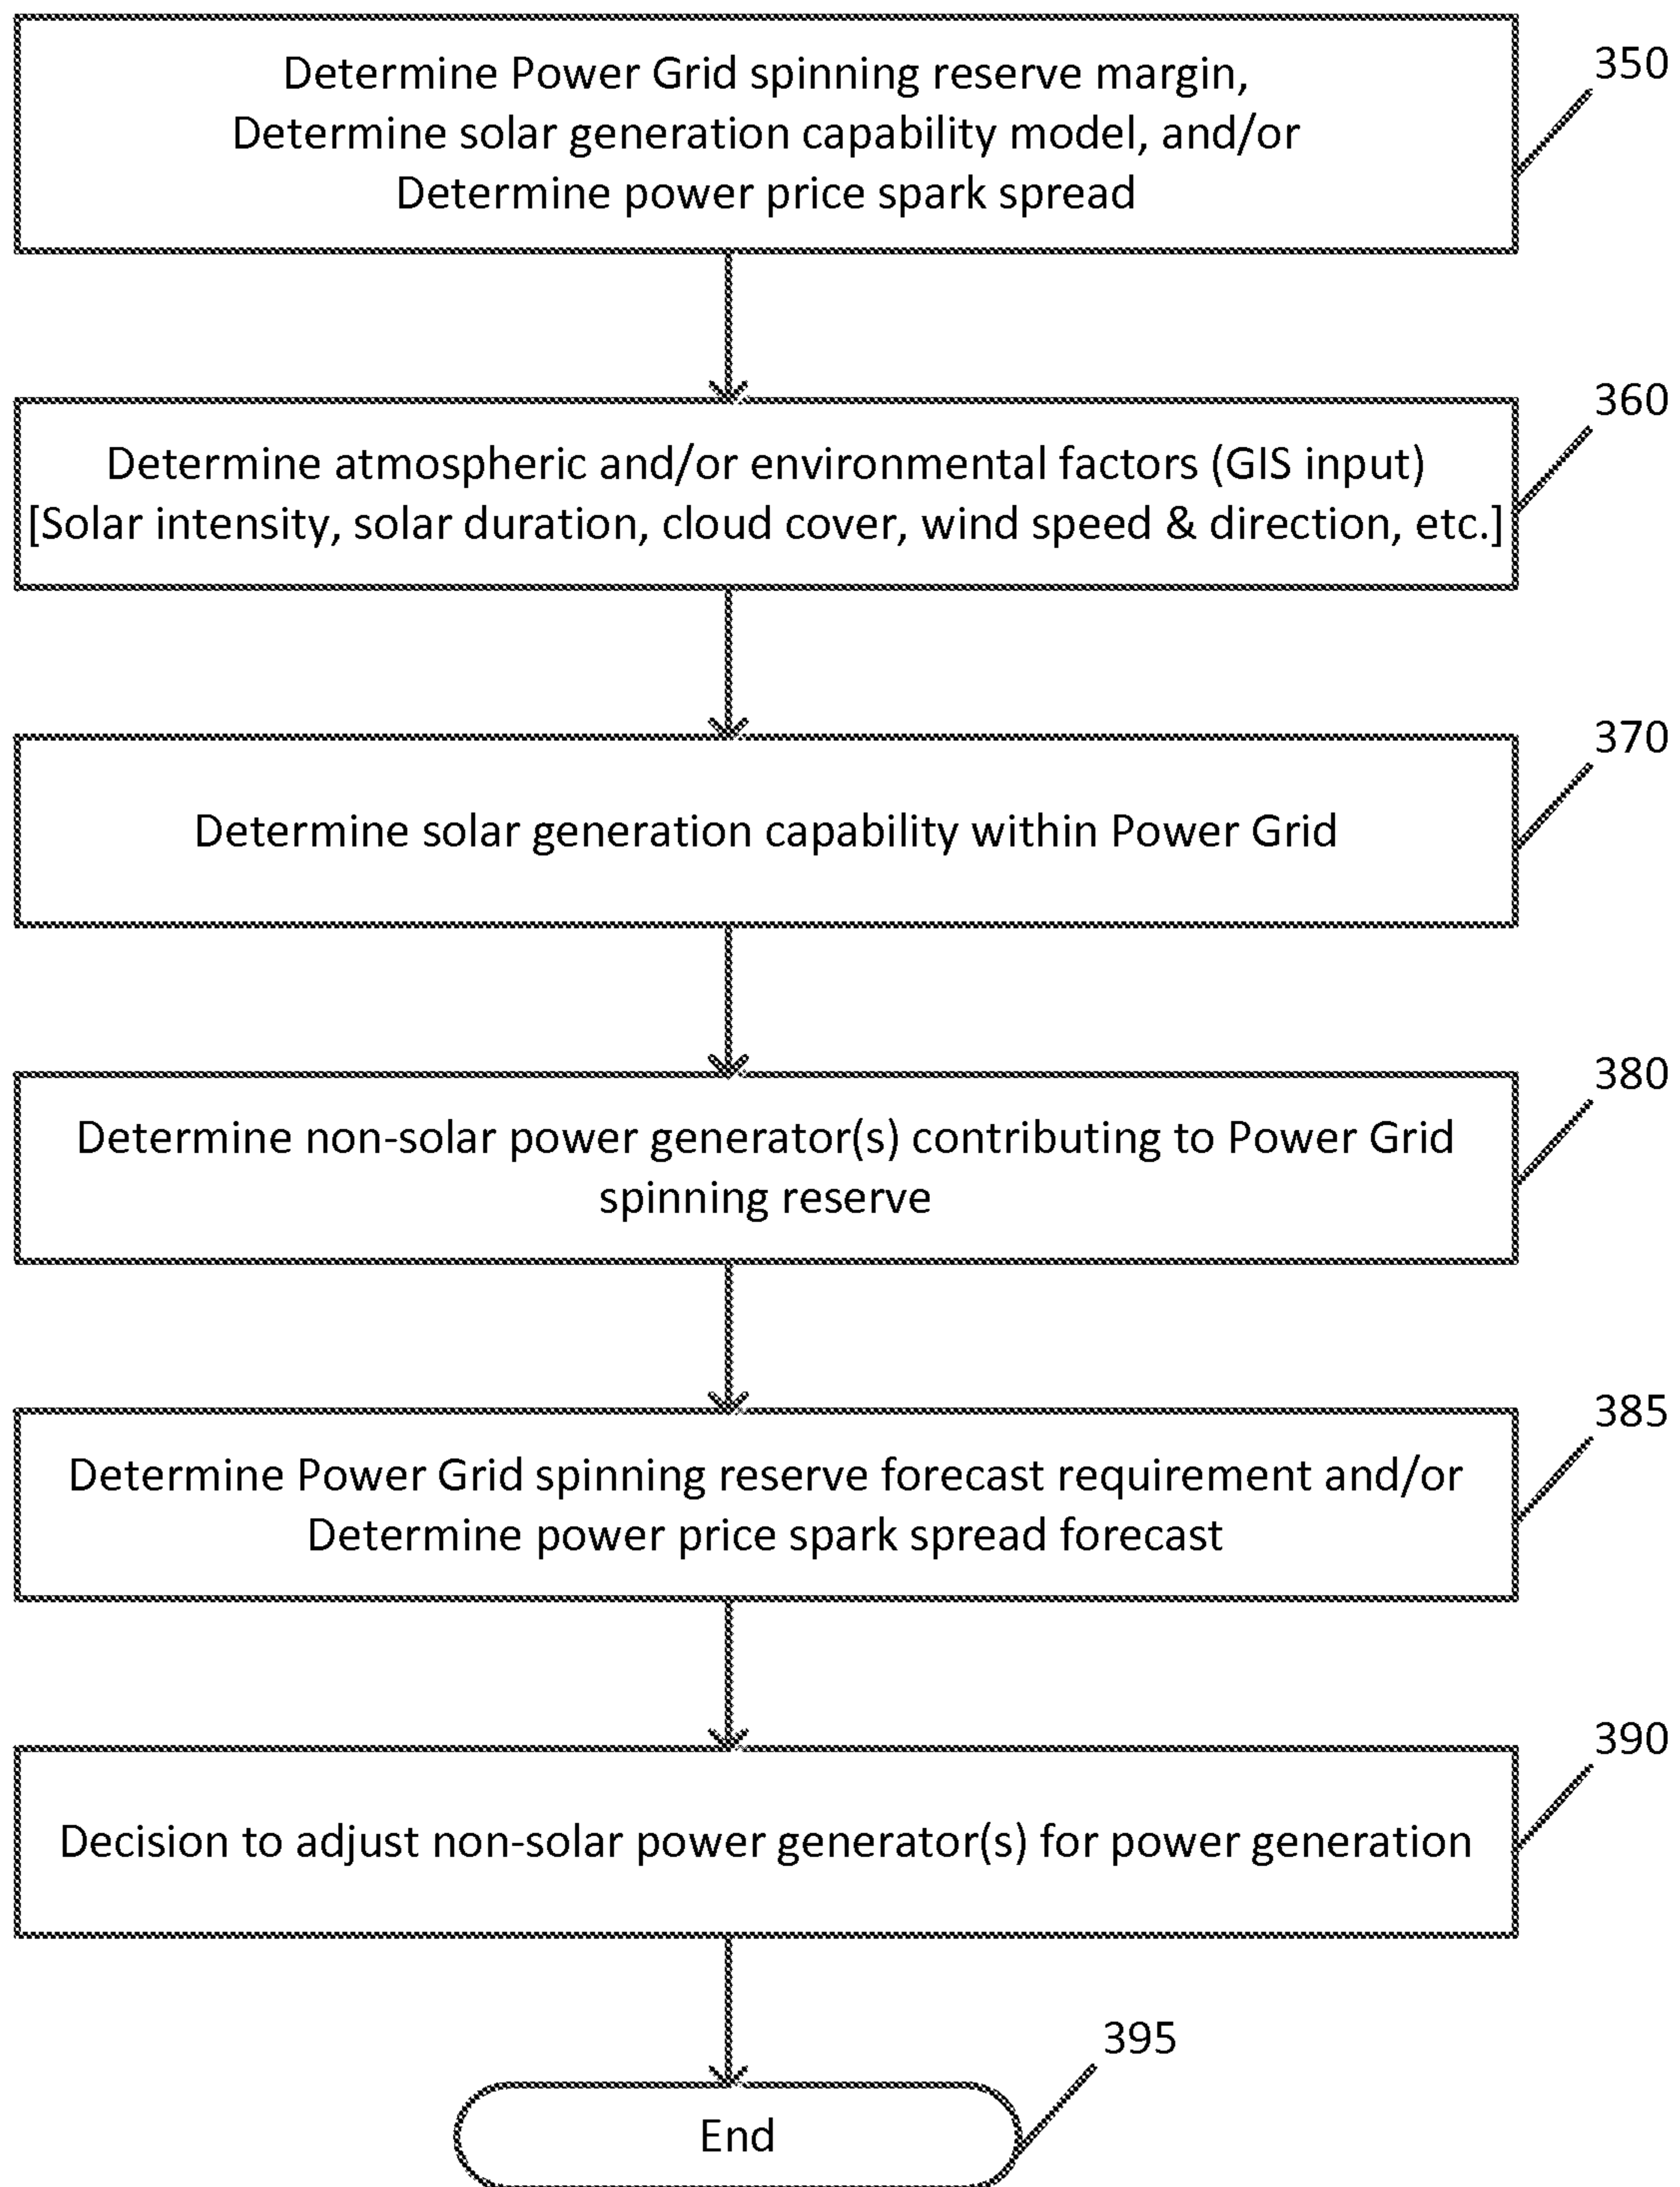 350
Determine Power Grid spinning reserve margin,
Determine solar generation capability model, and/or
Determine power price spark spread
360
Determine atmospheric and/or environmental factors (GIS input)
[Solar intensity, solar duration, cloud cover, wind speed & direction, etc.]
370
Determine solar generation capability within Power Grid
380
Determine non-solar power generator(s) contributing to Power Grid
spinning reserve
385
Determine Power Grid spinning reserve forecast requirement and/or
Determine power price spark spread forecast
390
Decision to adjust non-solar power generator(s) for power generation
395
End